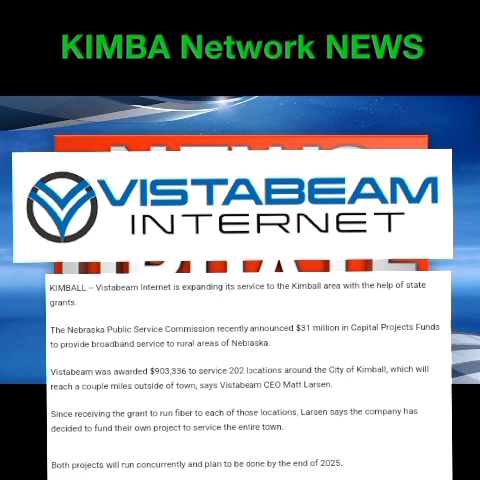 KIMBA Network NEWS
VISTABEAM
INTERNET
KIMBALL – Vistabeam Internet is expanding its service to the Kimball area with the help of state
grants.
The Nebraska Public Service Commission recently announced $31 million in Capital Projects Funds
to provide broadband service to rural areas of Nebraska.
Vistabeam was awarded $903,336 to service 202 locations around the City of Kimball, which will
reach a couple miles outside of town, says Vistabeam CEO Matt Larsen.
Since receiving the grant to run fiber to each of those locations, Larsen says the company has
decided to fund their own project to service the entire town.
Both projects will run concurrently and plan to be done by the end of 2025.